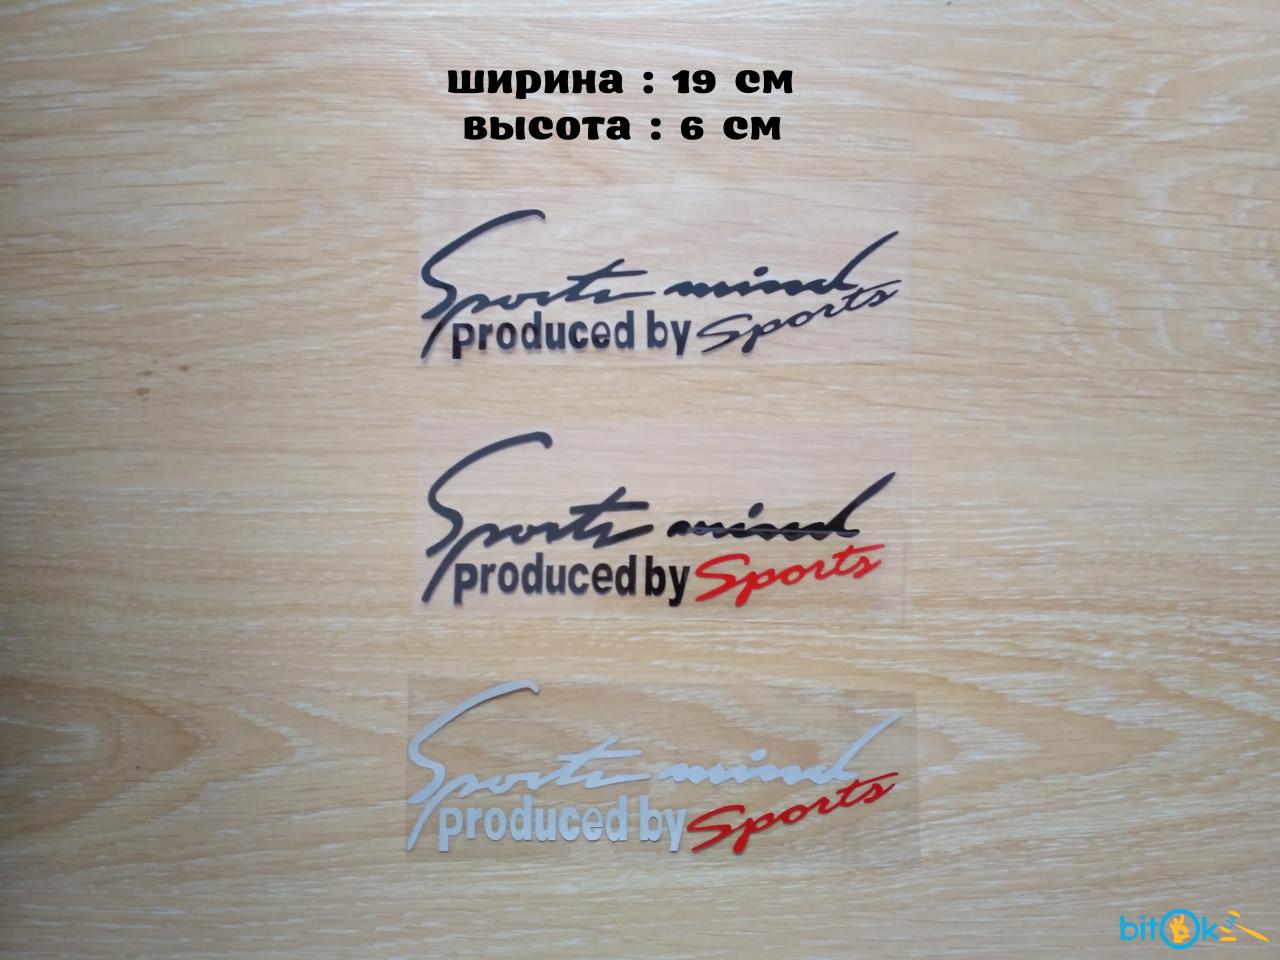 ширина : 19 см
высота : 6 см
Sports mind
produced by Sports
Sports mind
produced by Sports
Sports mind
produced by Sports
bitOk